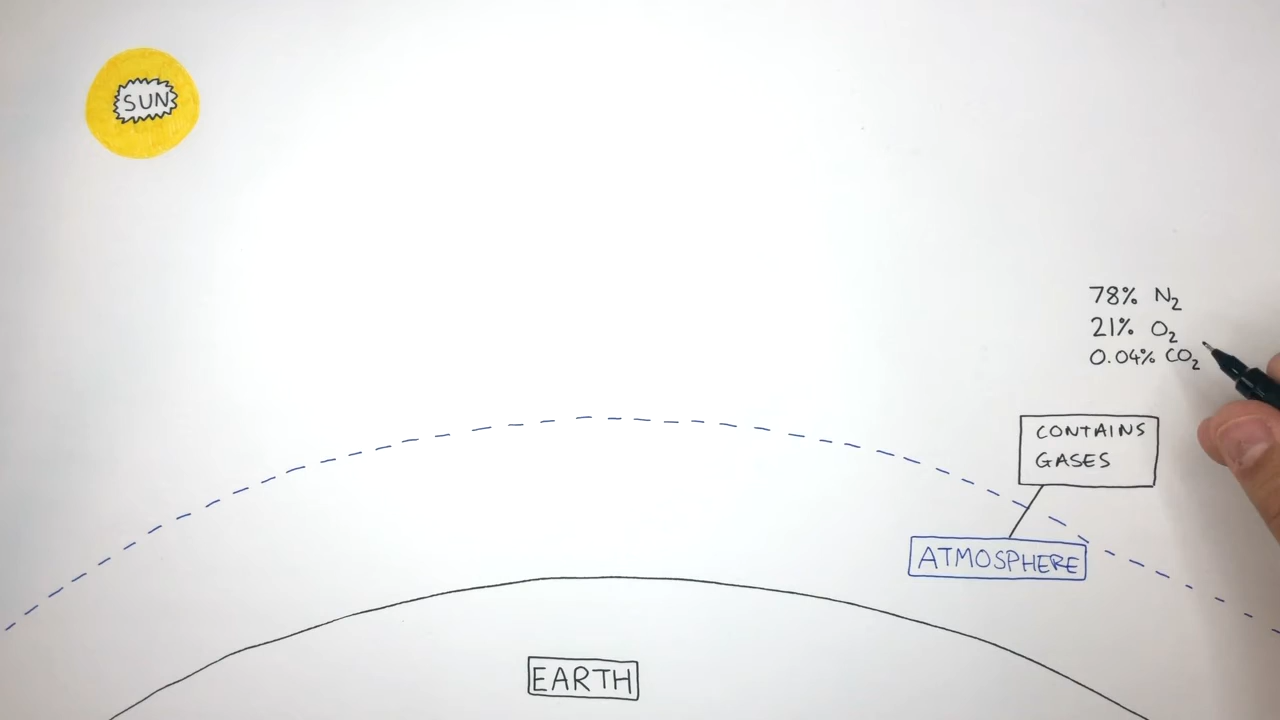 SUN
78% N₂
21% O₂
0.04% CO₂
CONTAINS
GASES
ATMOSPHERE
EARTH